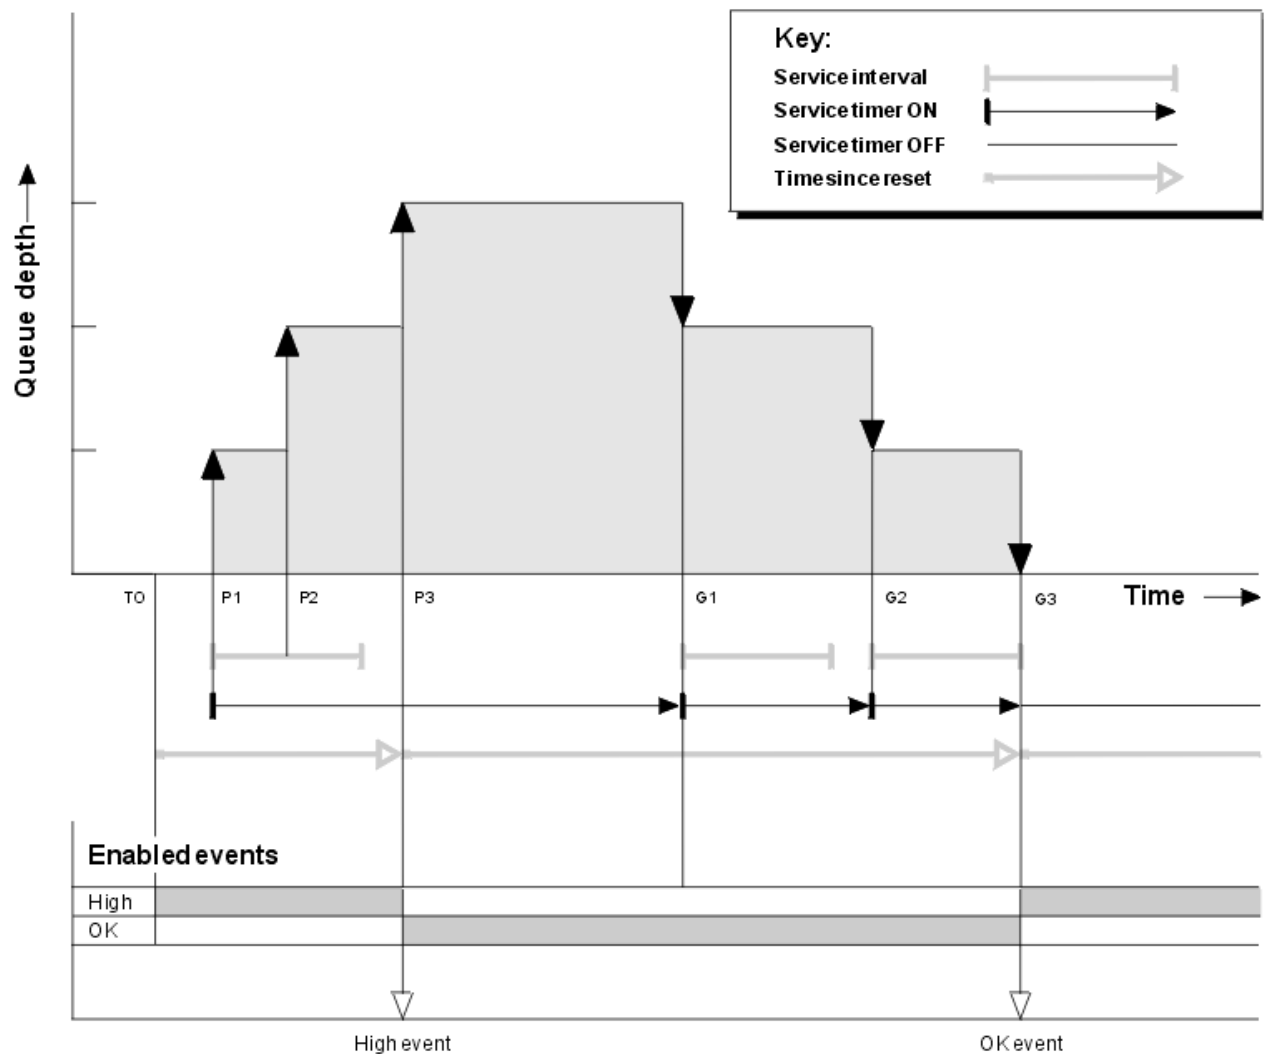 Key:
Service interval
Service timer ON
Service timer OFF
Time since reset
Queue depth
TO P1 P2 P3 G1 G2 G3 Time
Enabled events
High
OK
High event OK event